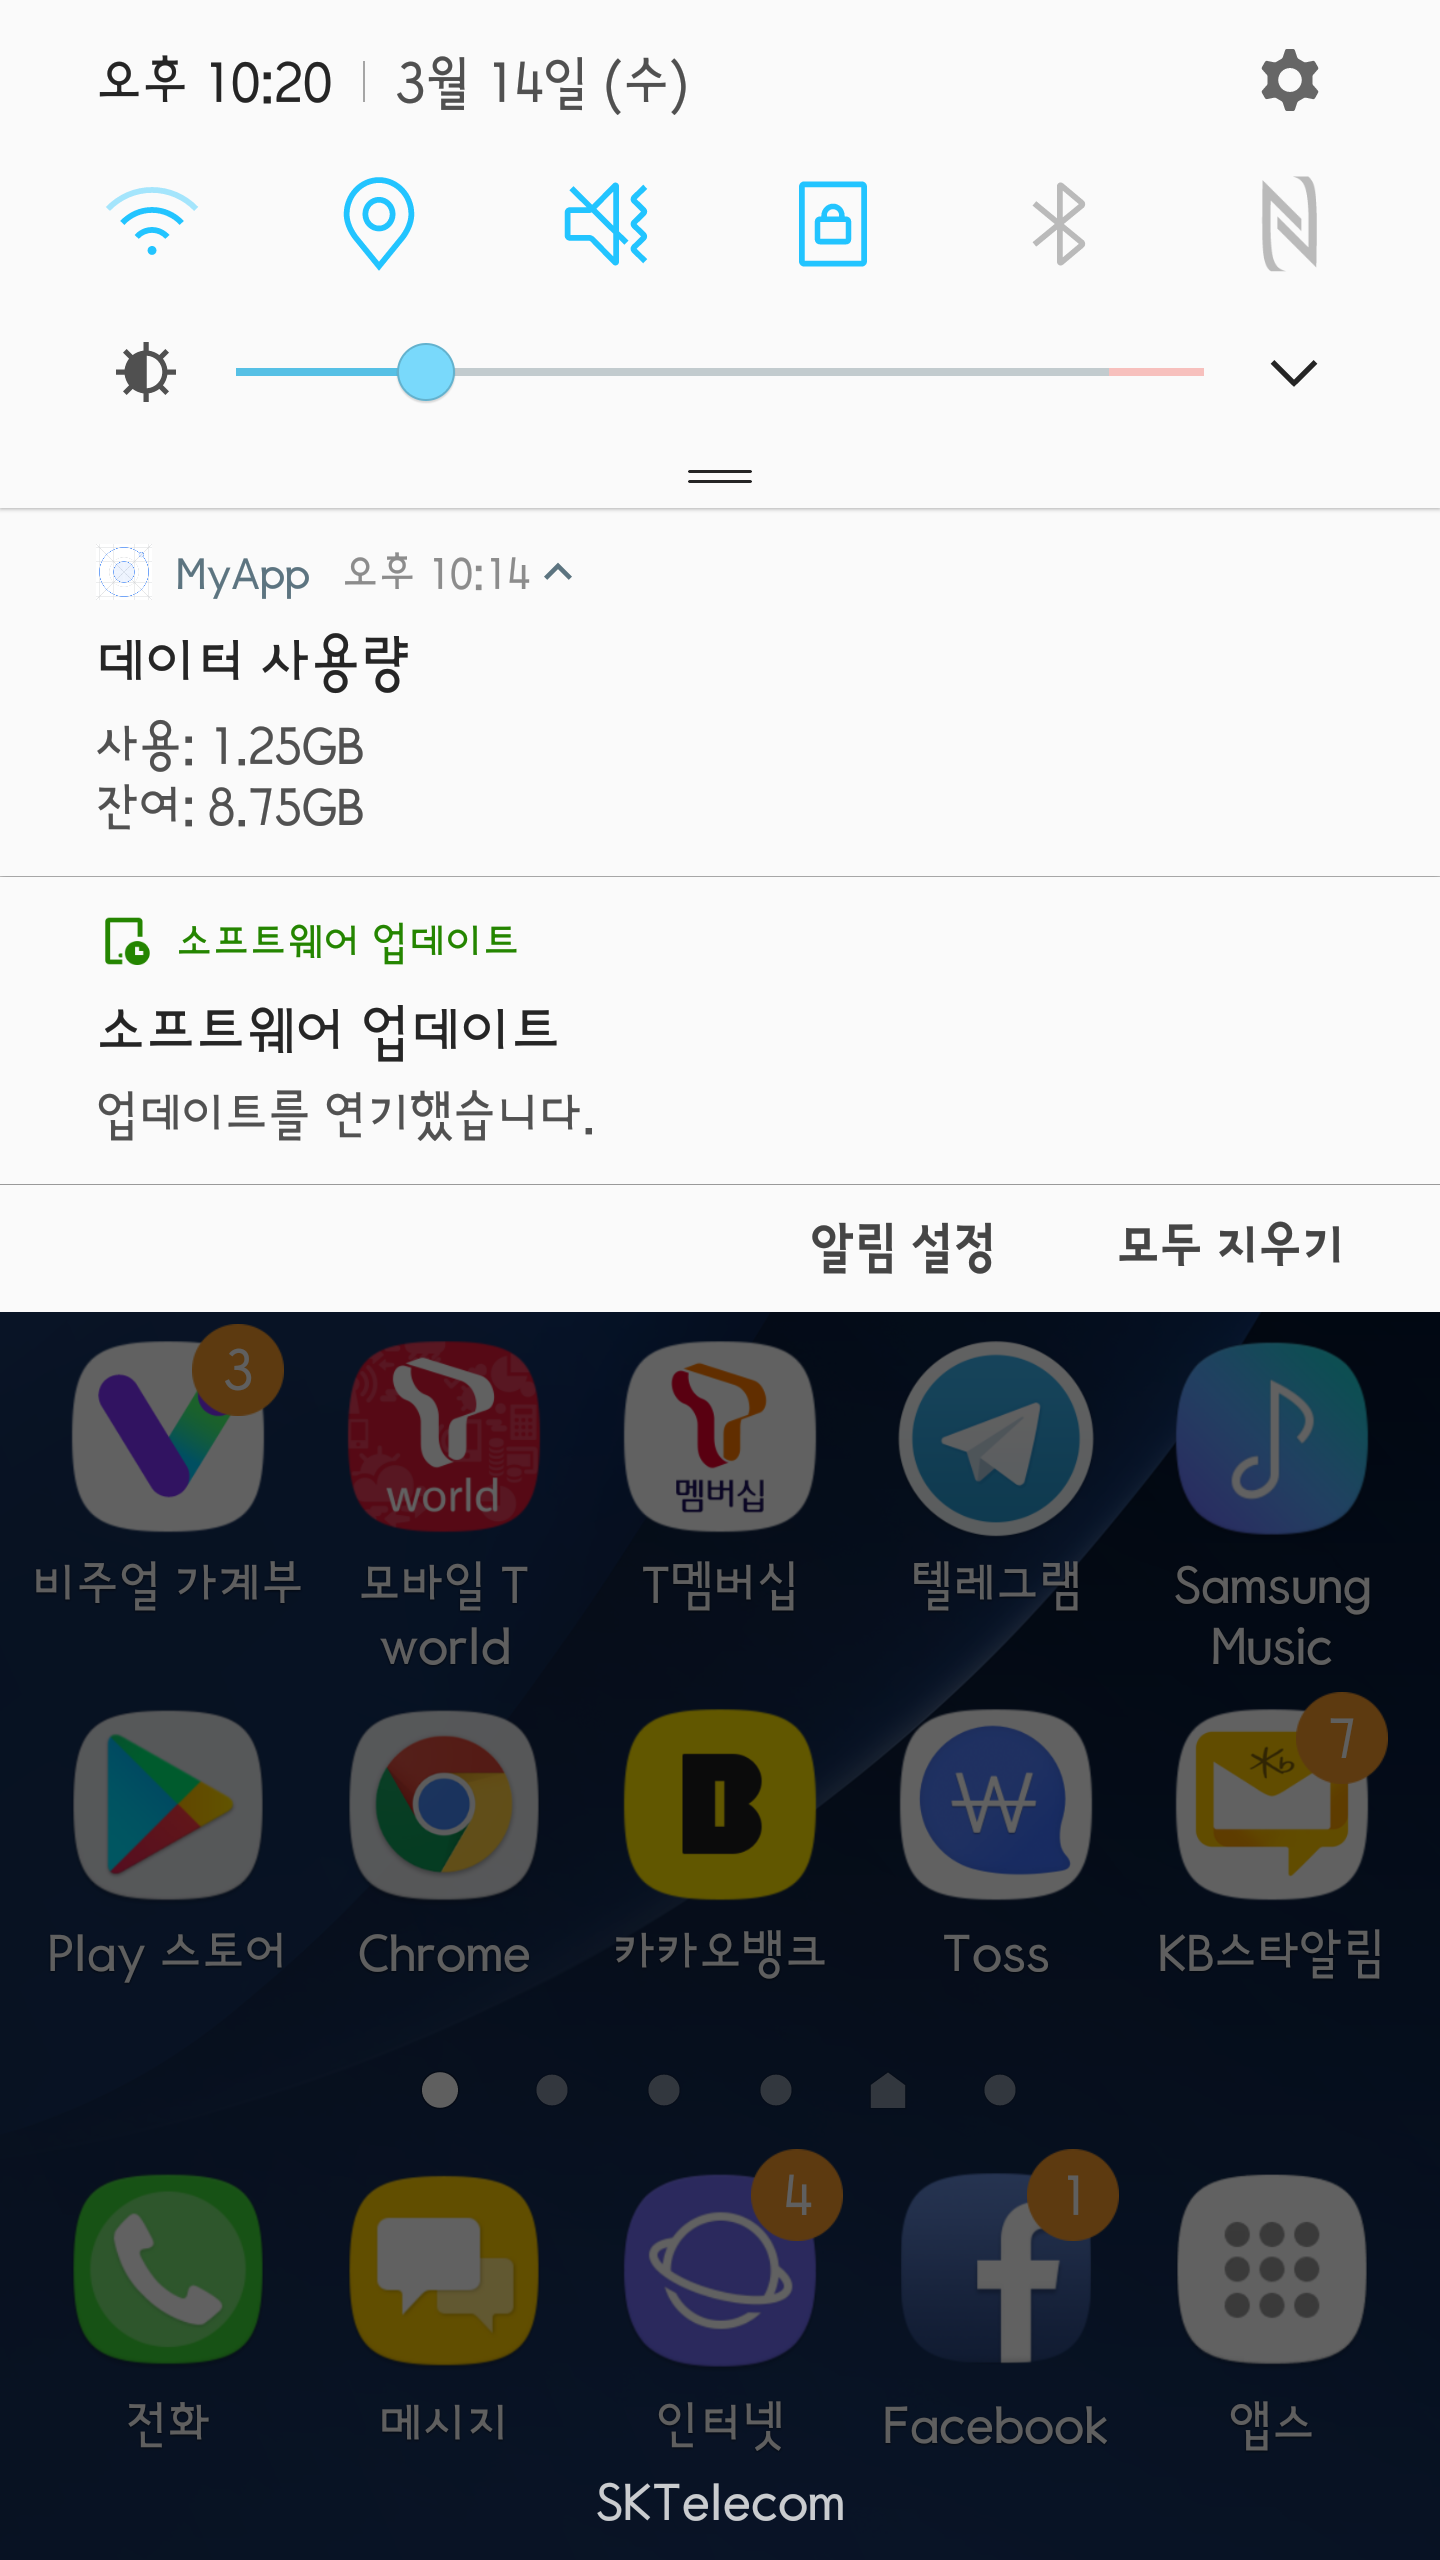 오후 10:20 3월 14일 (수)
MyApp 오후 10:14
데이터 사용량
사용: 1.25GB
잔여: 8.75GB
소프트웨어 업데이트
소프트웨어 업데이트
업데이트를 연기했습니다.
알림 설정 모두 지우기
3
world
멤버십
비주얼 가계부 모바일 T world T멤버십 텔레그램 Samsung Music
B
₩
Kb
7
Play 스토어 Chrome 카카오뱅크 Toss KB스타알림
4
1
전화 메시지 인터넷 Facebook 앱스
SKTelecom